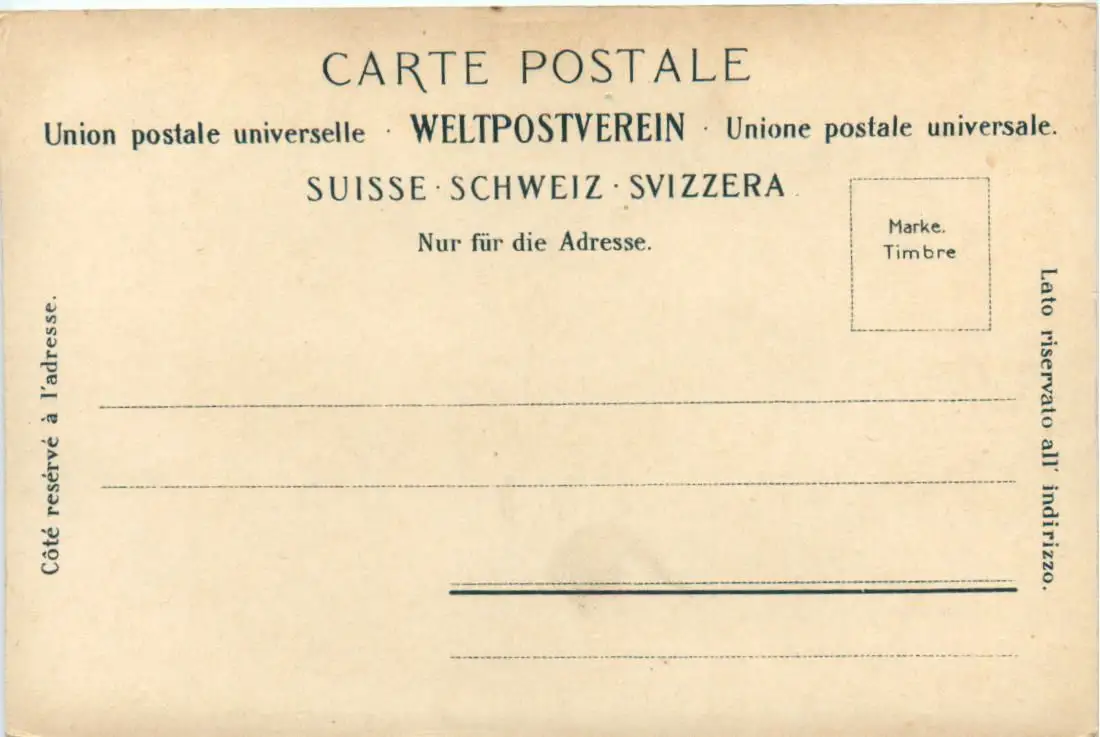 CARTE POSTALE
Union postale universelle · WELTPOSTVEREIN · Unione postale universale.
SUISSE · SCHWEIZ · SVIZZERA
Nur für die Adresse.
Marke.
Timbre
Côté resérvé à l'adresse.
Lato riservato all' indirizzo.